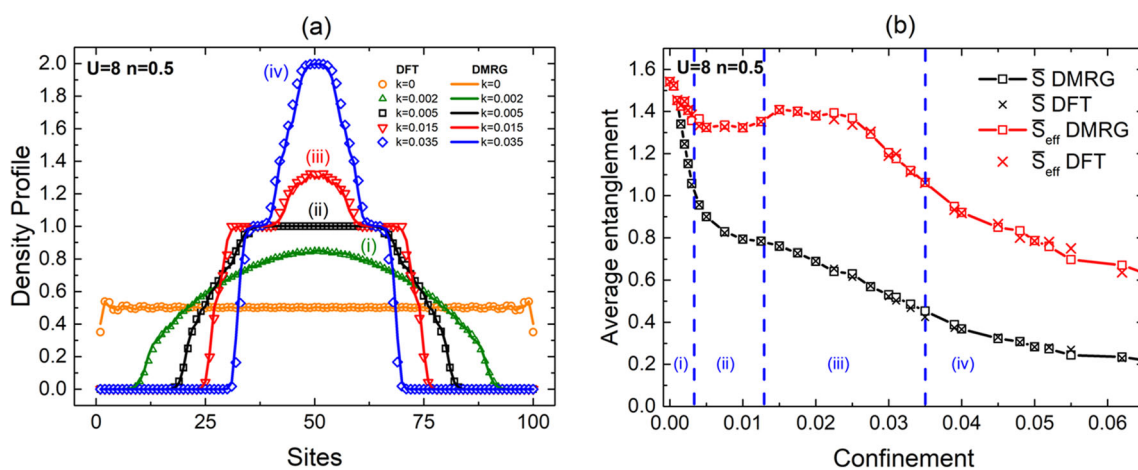 (a)
U=8 n=0.5
DFT DMRG
k=0 k=0
k=0.002 k=0.002
k=0.005 k=0.005
k=0.015 k=0.015
k=0.035 k=0.035
(iv)
(iii)
(ii)
(i)
2.0
1.8
1.6
1.4
1.2
1.0
0.8
0.6
0.4
0.2
0.0
Density Profile
0 25 50 75 100
Sites
(b)
U=8 n=0.5
S̅ DMRG
S̅ DFT
S̅eff DMRG
S̅eff DFT
1.6
1.4
1.2
1.0
0.8
0.6
0.4
0.2
0.0
Average entanglement
(i) (ii) (iii) (iv)
0.00 0.01 0.02 0.03 0.04 0.05 0.06
Confinement